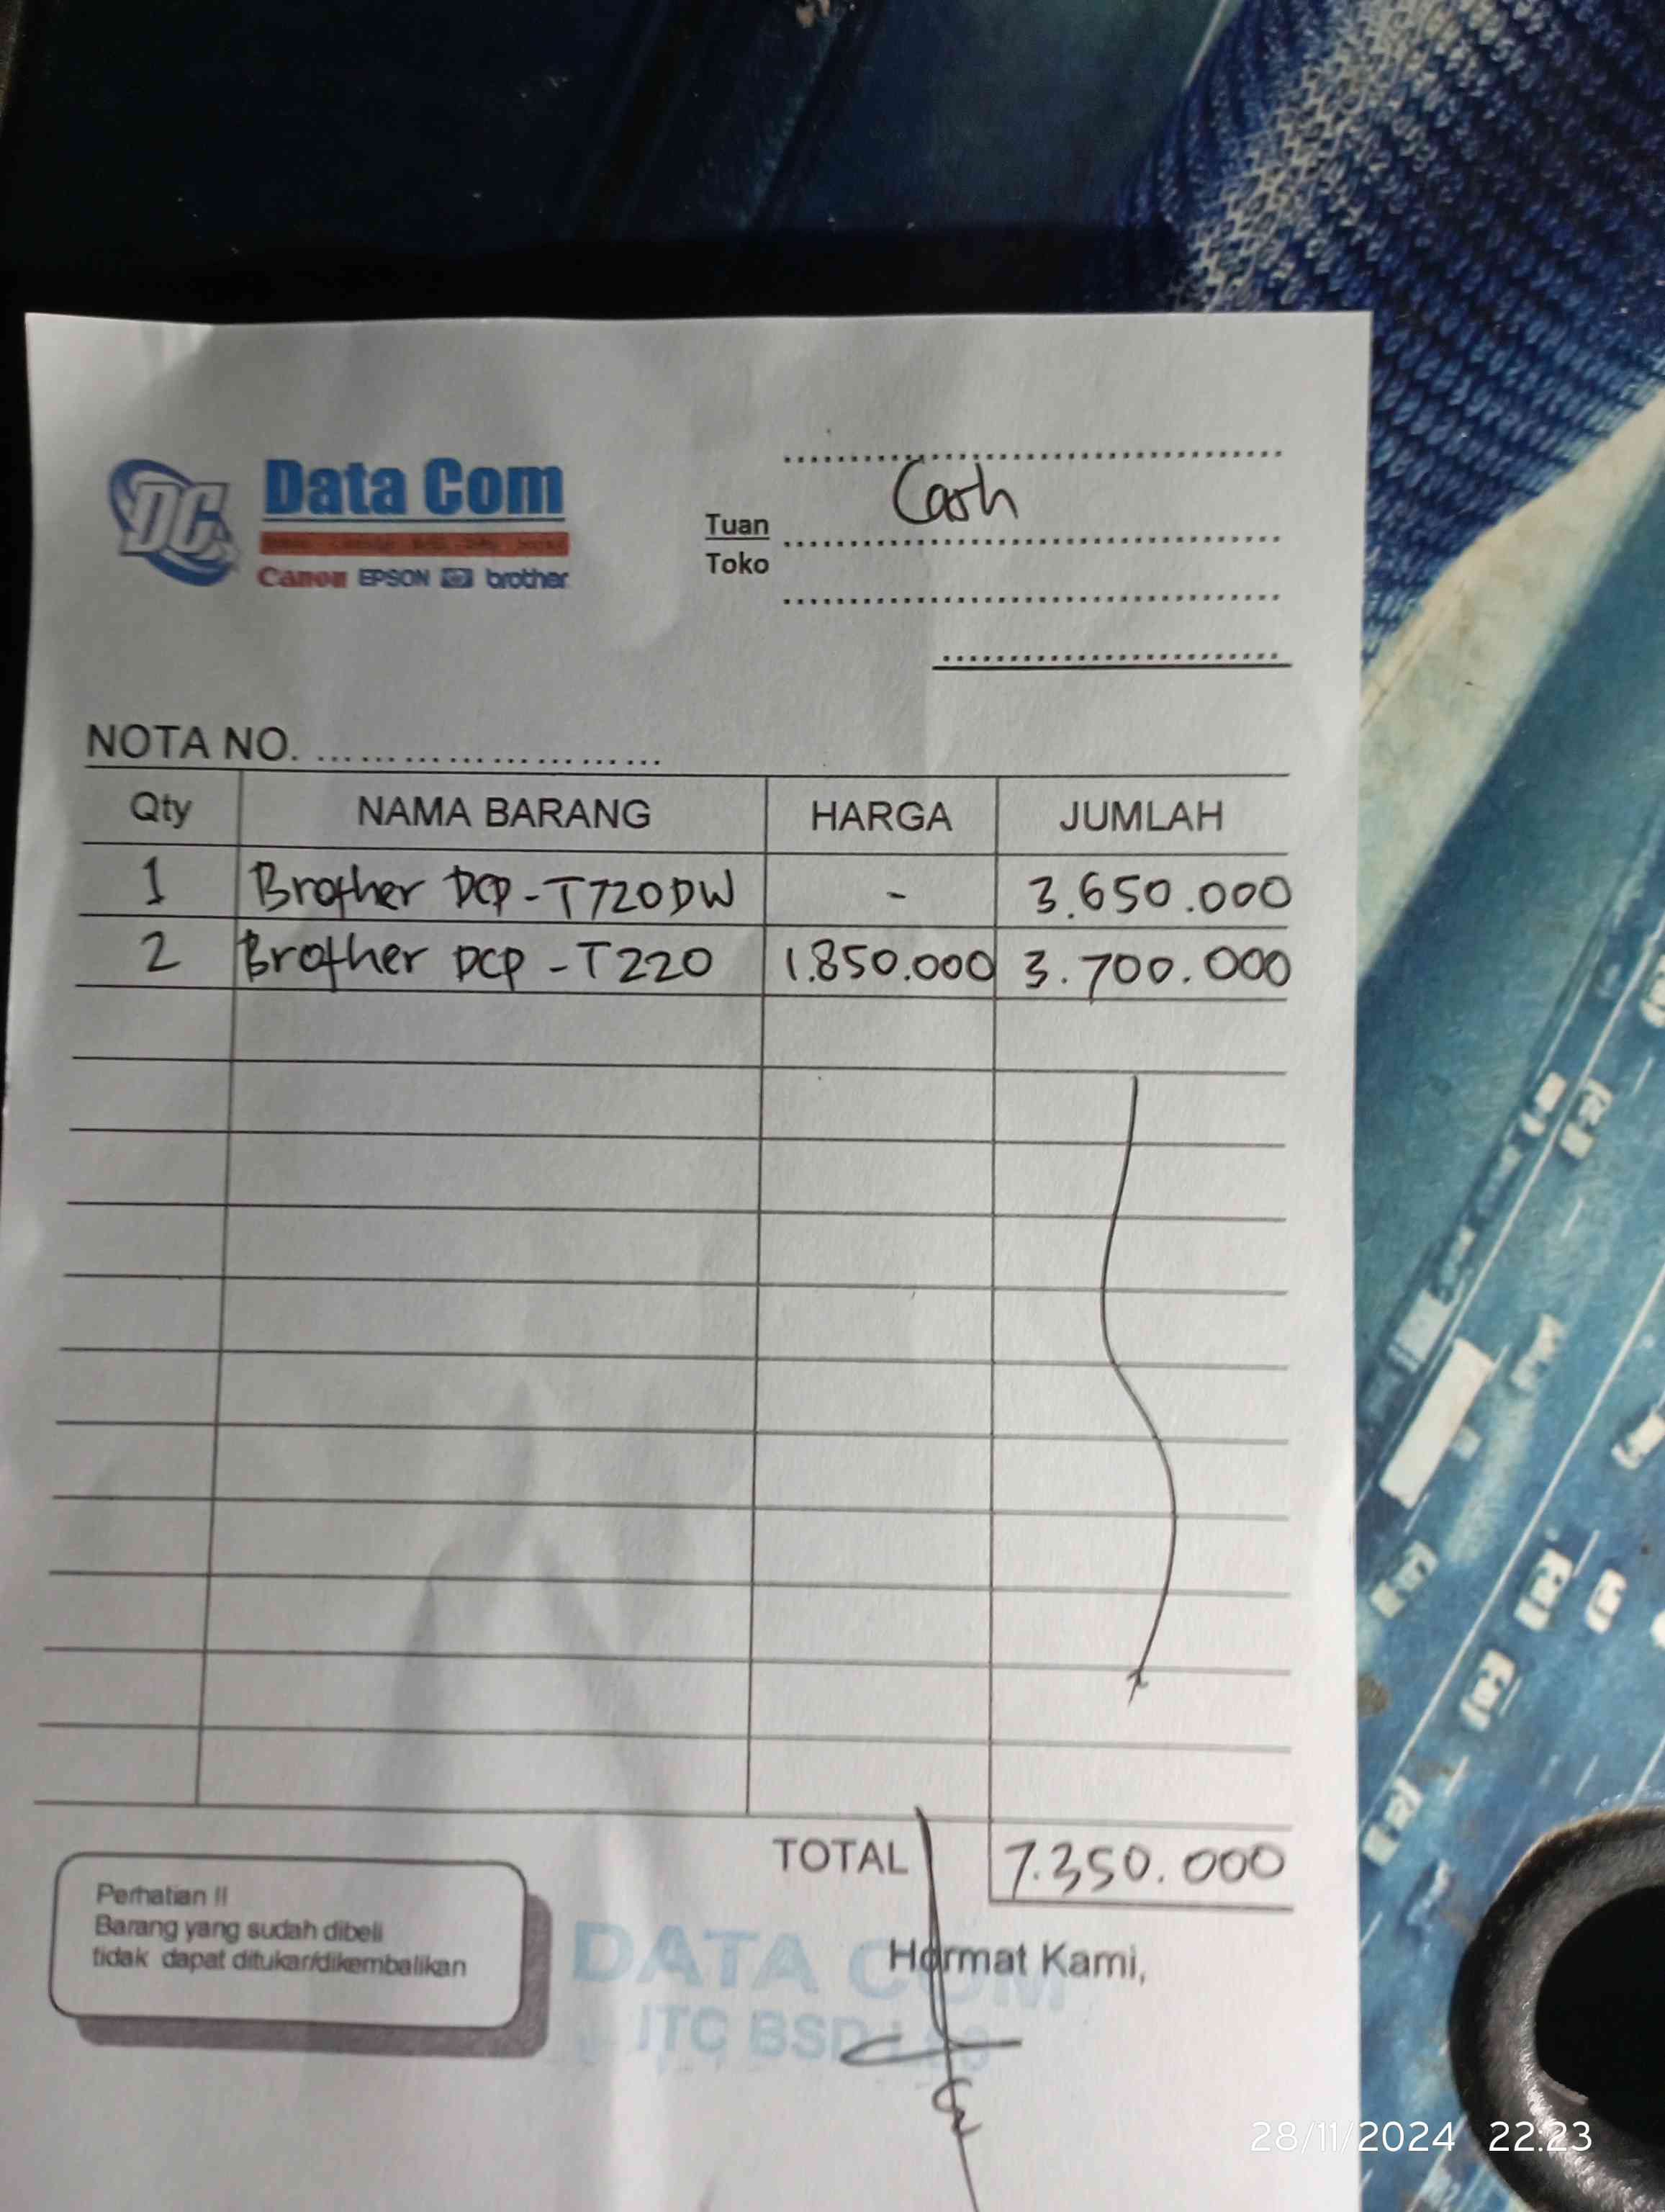 Data Com
Canon EPSON hp brother
Cash
Tuan
Toko
NOTA NO. ........................
Qty NAMA BARANG HARGA JUMLAH
1 Brother DCP-T720DW - 3.650.000
2 Brother DCP-T220 1.850.000 3.700.000
TOTAL 7.350.000
Perhatian !!
Barang yang sudah dibeli
tidak dapat ditukar/dikembalikan
Hormat Kami,
DATA COM
ITC BSD
28/11/2024 22.23